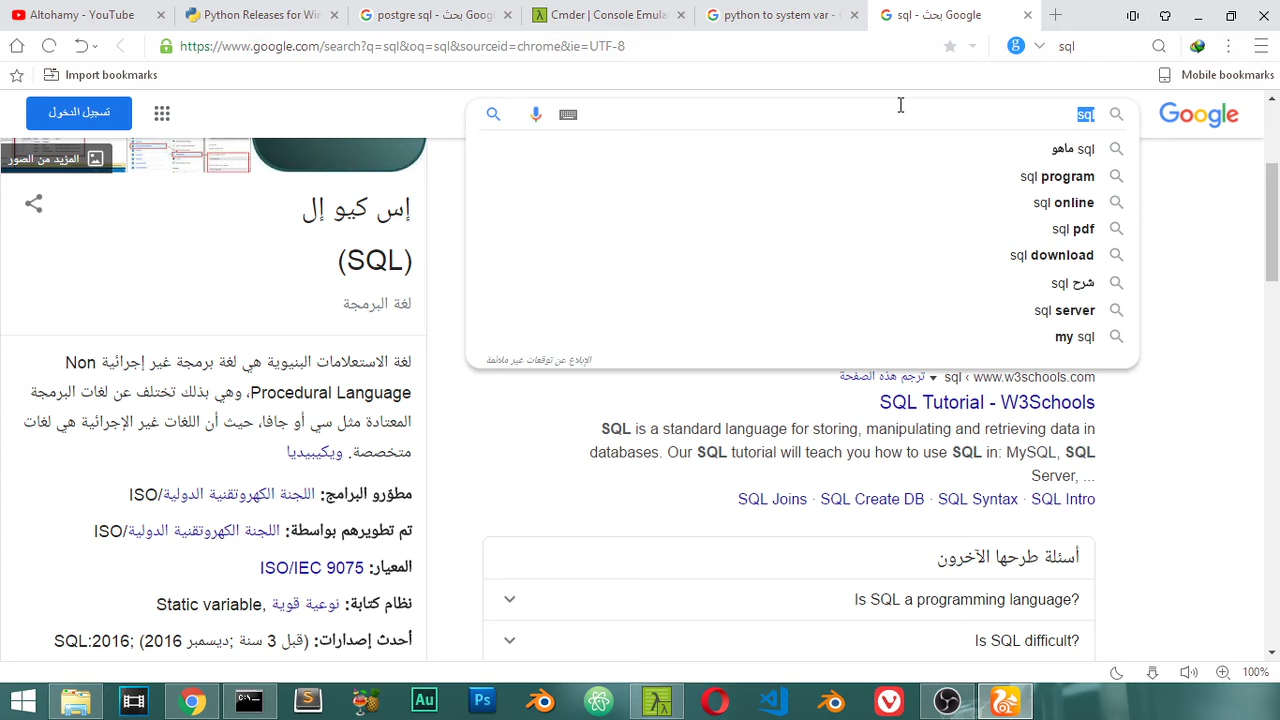 Altohamy - YouTube
Python Releases for Win
postgre sql - بحث Goog
Cmder | Console Emula
python to system var -
sql - بحث Google
https://www.google.com/search?q=sql&oq=sql&sourceid=chrome&ie=UTF-8
sql
Import bookmarks
Mobile bookmarks
تسجيل الدخول
sql
Google
المزيد من الصور
sql ماهو
sql program
sql online
sql pdf
sql download
شرح sql
sql server
my sql
الإبلاغ عن توقعات غير ملائمة
إس كيو إل
(SQL)
لغة البرمجة
لغة الاستعلامات البنيوية هي لغة برمجة غير إجرائية Non
Procedural Language، وهي بذلك تختلف عن لغات البرمجة
المعتادة مثل سي أو جافا، حيث أن اللغات غير الإجرائية هي لغات
متخصصة. ويكيبيديا
مطوّرو البرامج: اللجنة الكهروتقنية الدولية/ISO
تم تطويرهم بواسطة: اللجنة الكهروتقنية الدولية/ISO
المعيار: ISO/IEC 9075
نظام كتابة: Static variable, نوعية قوية
أحدث إصدارات: SQL:2016; (قبل 3 سنة ;ديسمبر 2016)
www.w3schools.com › sql ترجم هذه الصفحة
SQL Tutorial - W3Schools
SQL is a standard language for storing, manipulating and retrieving data in
databases. Our SQL tutorial will teach you how to use SQL in: MySQL, SQL
Server, ...
SQL Joins · SQL Create DB · SQL Syntax · SQL Intro
أسئلة طرحها الآخرون
Is SQL a programming language?
Is SQL difficult?
100%